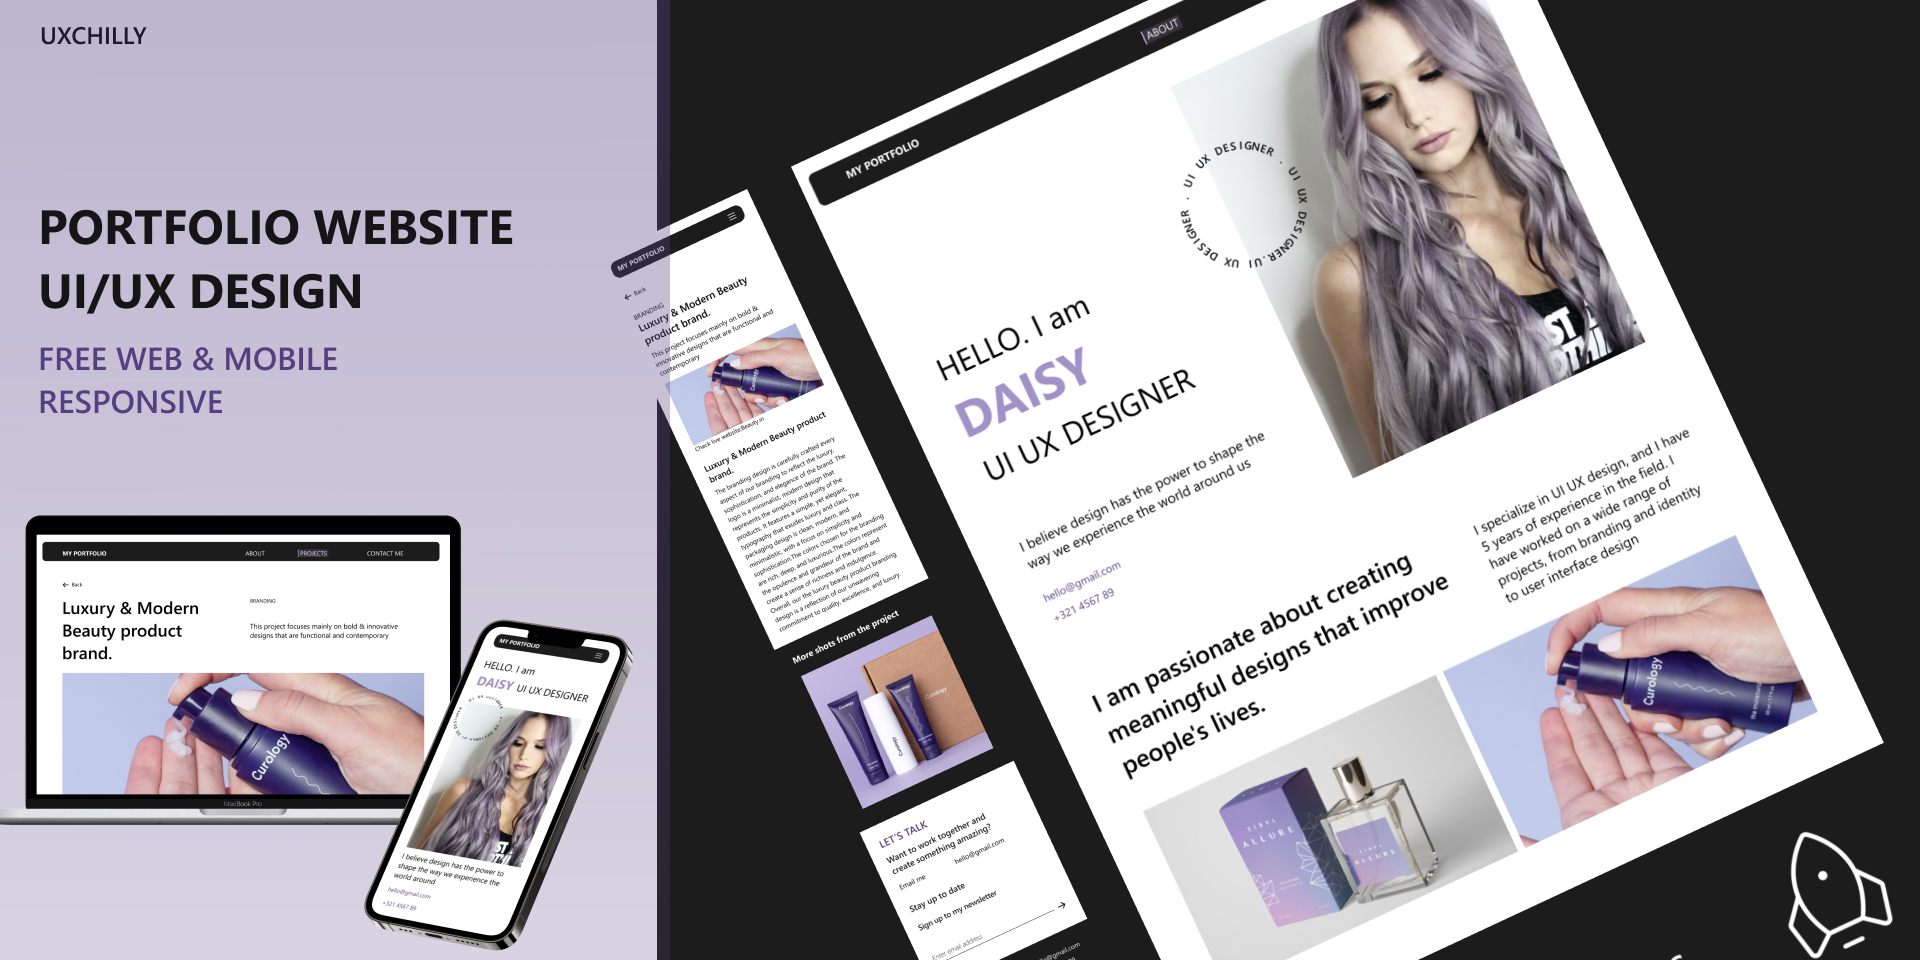 UXCHILLY
PORTFOLIO WEBSITE
UI/UX DESIGN
FREE WEB & MOBILE
RESPONSIVE
MY PORTFOLIO
ABOUT
PROJECTS
CONTACT ME
Back
Luxury & Modern
Beauty product
brand.
BRANDING
This project focuses mainly on bold & innovative
designs that are functional and contemporary
Curology
MacBook Pro
MY PORTFOLIO
HELLO. I am
DAISY UI UX DESIGNER
I believe design has the power to
shape the way we experience the
world around
hello@gmail.com
+321 4567 89
MY PORTFOLIO
Back
BRANDING
Luxury & Modern Beauty
product brand.
This project focuses mainly on bold &
innovative designs that are functional and
contemporary
Check live website:Beauty.in
Luxury & Modern Beauty product
brand.
The branding design is carefully crafted every
aspect of our branding to reflect the luxury,
sophistication, and elegance of the brand. The
logo is a minimalist, modern design that
represents the simplicity and purity of the
products. It features a simple, yet elegant,
typography that exudes luxury and class. The
packaging design is clean, modern, and
minimalistic, with a focus on simplicity and
sophistication.The colors chosen for the branding
are rich, deep, and luxurious.The colors represent
the opulence and grandeur of the brand and
create a sense of richness and indulgence.
Overall, our the luxury beauty product branding
design is a reflection of our unwavering
commitment to quality, excellence, and luxury.
More shots from the project
Curology
Curology
Curology
Curology
LET'S TALK
Want to work together and
create something amazing?
Email me
hello@gmail.com
Stay up to date
Sign up to my newsletter
Enter email address
MY PORTFOLIO
ABOUT
UI UX DESIGNER . UI UX DESIGNER . UI UX DESIGNER .
HELLO. I am
DAISY
UI UX DESIGNER
I believe design has the power to shape the
way we experience the world around us
hello@gmail.com
+321 4567 89
I specialize in UI UX design, and I have
5 years of experience in the field. I
have worked on a wide range of
projects, from branding and identity
to user interface design
I am passionate about creating
meaningful designs that improve
people's lives.
SIBYL
ALLURE
SIBYL
ALLURE
Curology